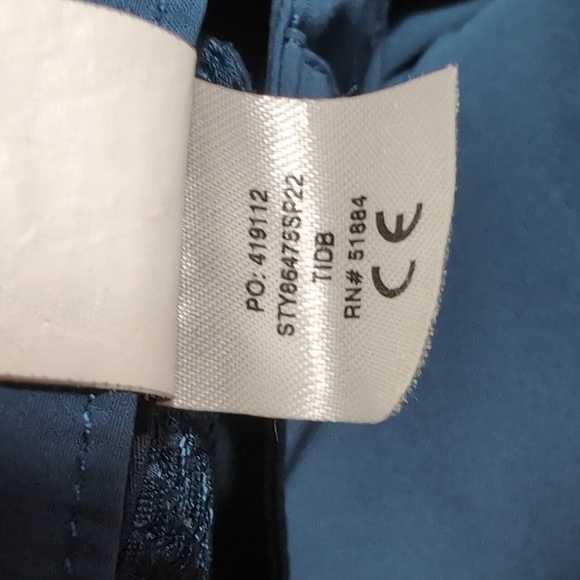 PO: 419112
STY86475SP22
TIDB
RN# 51884
CE